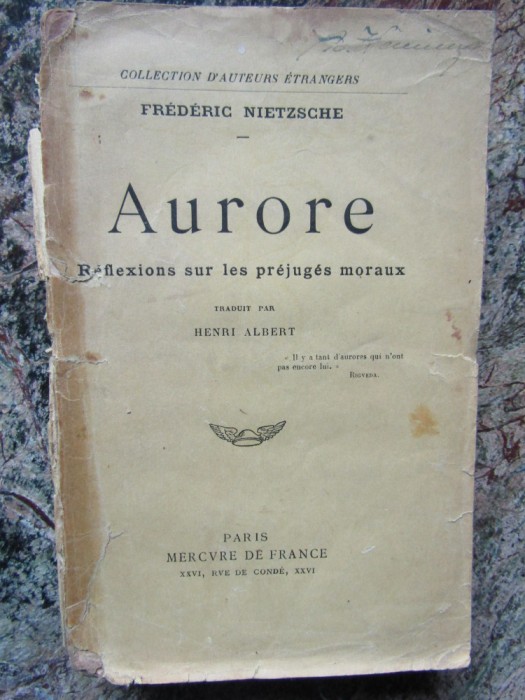 COLLECTION D'AUTEURS ÉTRANGERS
FRÉDÉRIC NIETZSCHE
Aurore
Réflexions sur les préjugés moraux
TRADUIT PAR
HENRI ALBERT
« Il y a tant d'aurores qui n'ont
pas encore lui. »
RIGVEDA.
PARIS
MERCVRE DE FRANCE
XXVI, RVE DE CONDÉ, XXVI